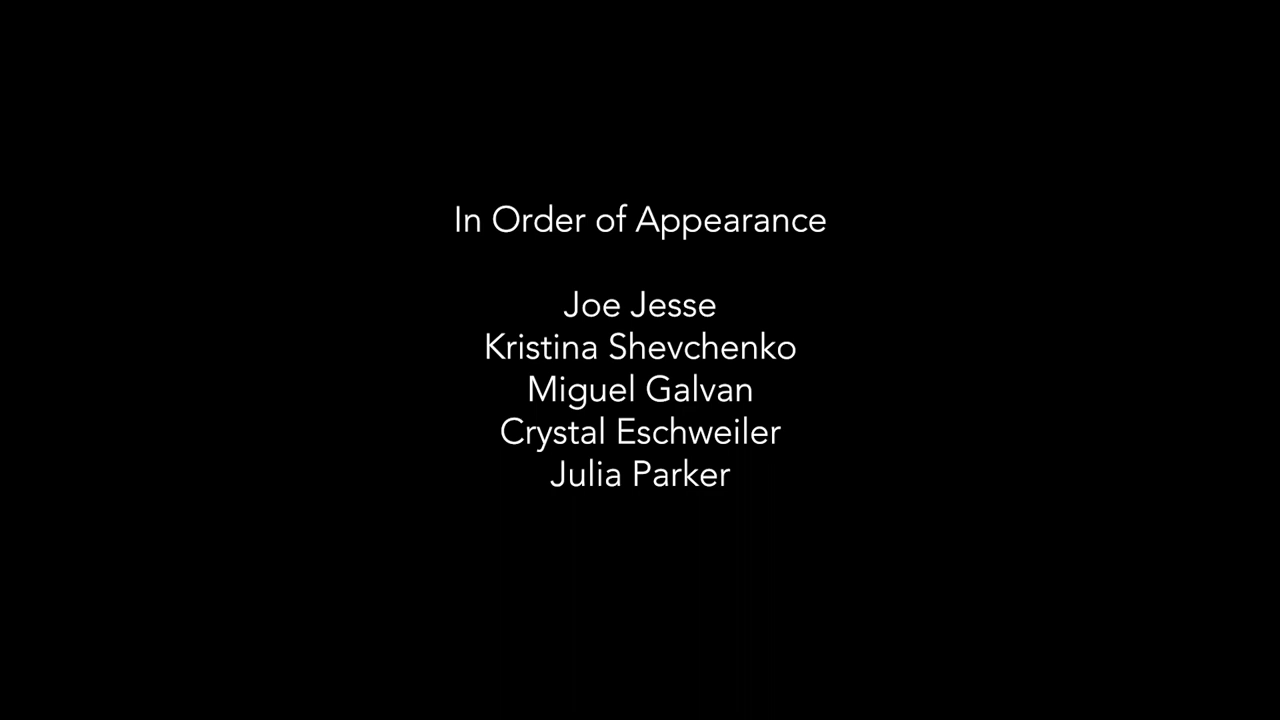 In Order of Appearance
Joe Jesse
Kristina Shevchenko
Miguel Galvan
Crystal Eschweiler
Julia Parker